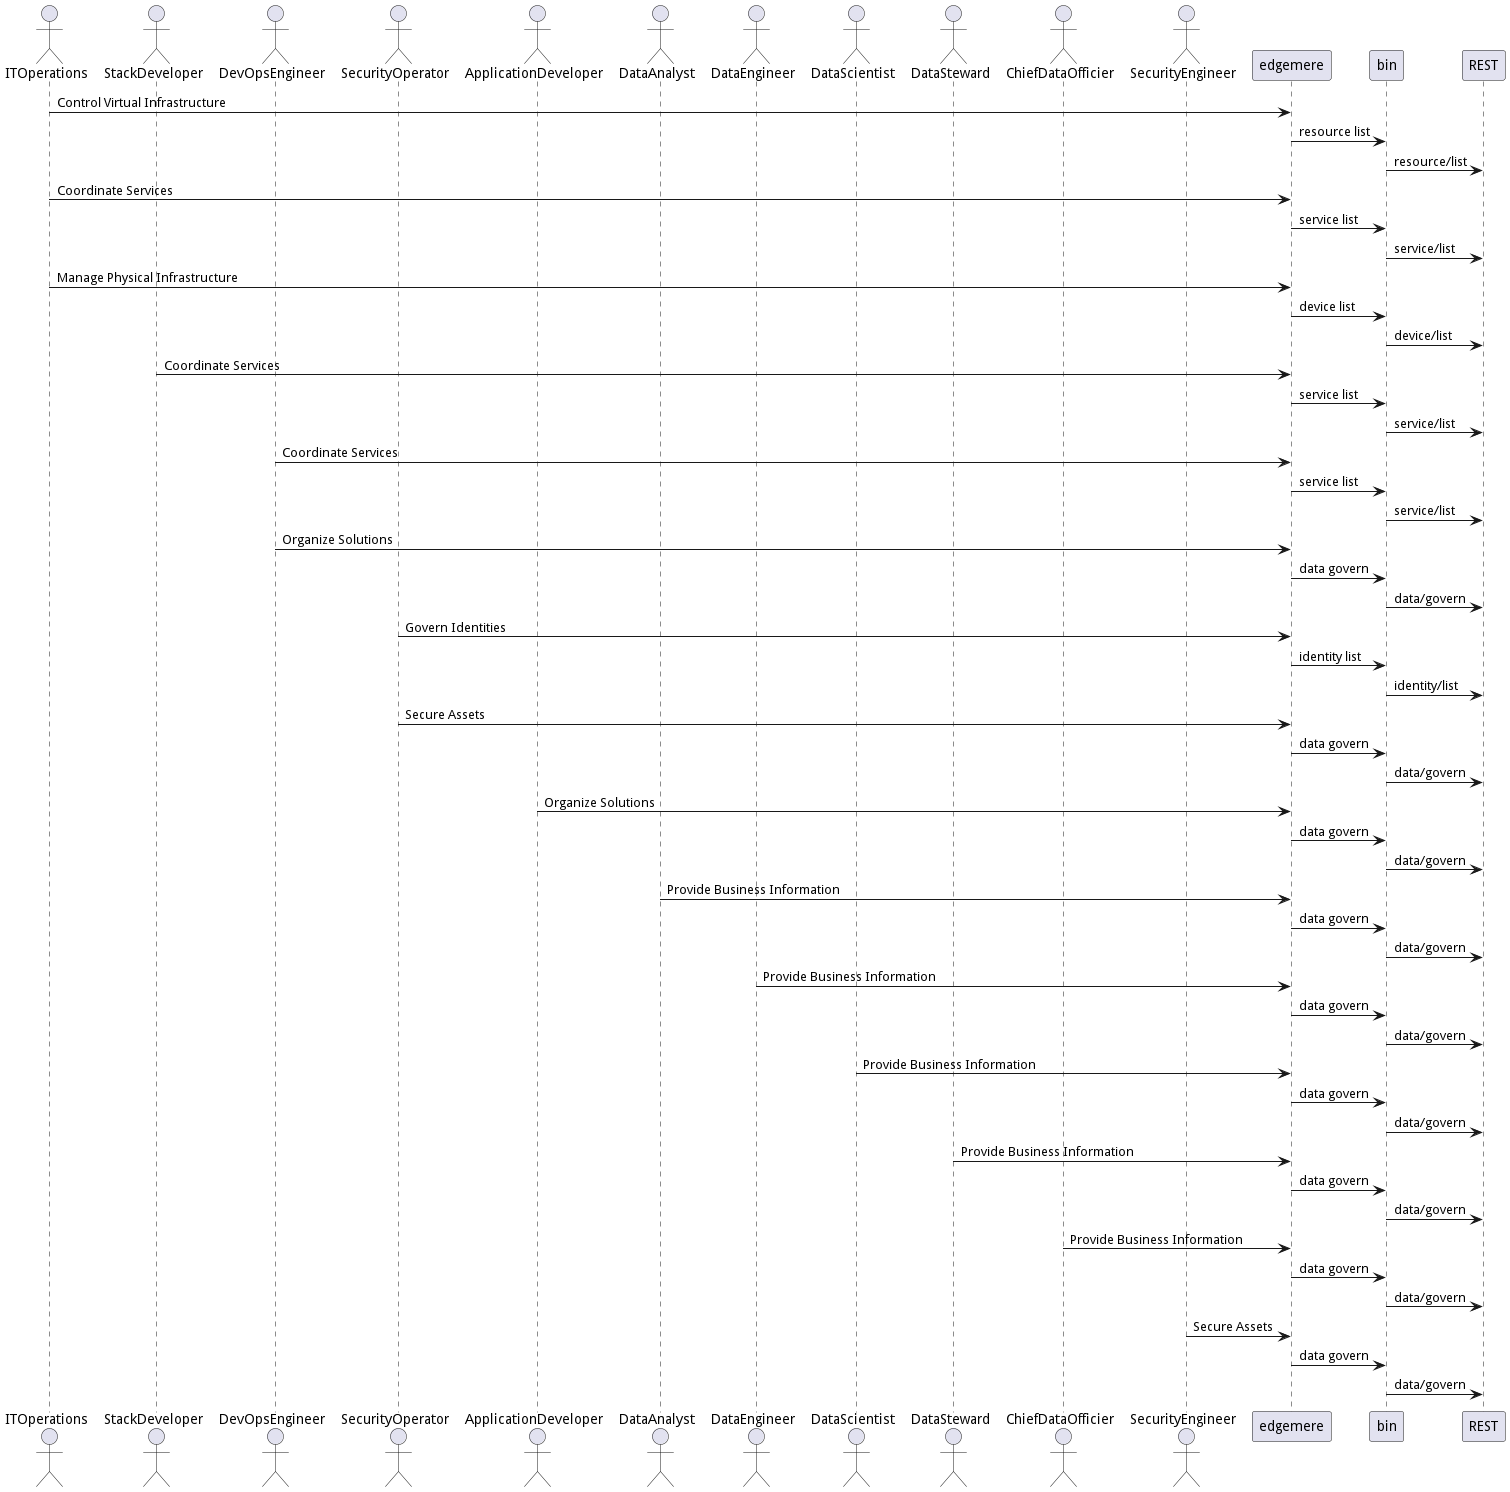 ITOperations StackDeveloper DevOpsEngineer SecurityOperator ApplicationDeveloper DataAnalyst DataEngineer DataScientist DataSteward ChiefDataOfficier SecurityEngineer edgemere bin REST
Control Virtual Infrastructure
resource list
resource/list
Coordinate Services
service list
service/list
Manage Physical Infrastructure
device list
device/list
Coordinate Services
service list
service/list
Coordinate Services
service list
service/list
Organize Solutions
data govern
data/govern
Govern Identities
identity list
identity/list
Secure Assets
data govern
data/govern
Organize Solutions
data govern
data/govern
Provide Business Information
data govern
data/govern
Provide Business Information
data govern
data/govern
Provide Business Information
data govern
data/govern
Provide Business Information
data govern
data/govern
Provide Business Information
data govern
data/govern
Secure Assets
data govern
data/govern
ITOperations StackDeveloper DevOpsEngineer SecurityOperator ApplicationDeveloper DataAnalyst DataEngineer DataScientist DataSteward ChiefDataOfficier SecurityEngineer edgemere bin REST